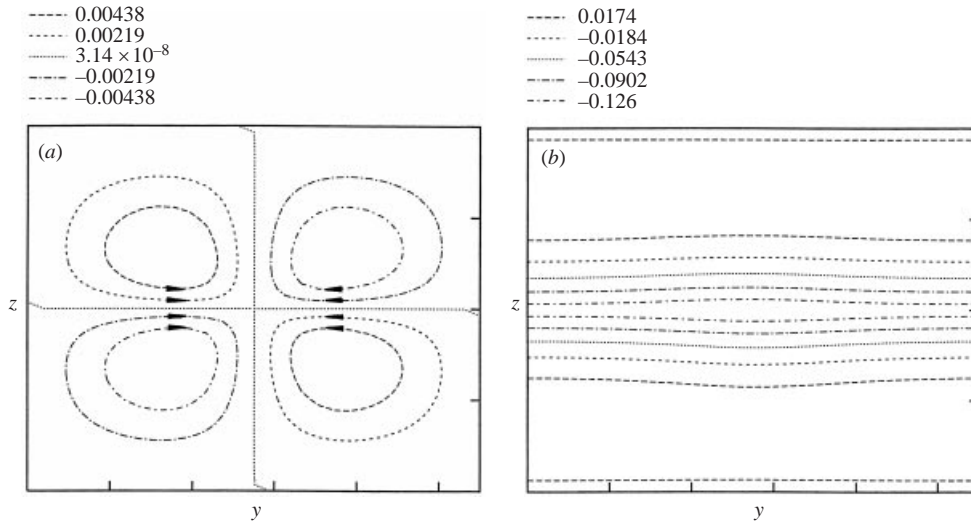 0.00438
0.00219
3.14 × 10⁻⁸
–0.00219
–0.00438
(a)
z
y
0.0174
–0.0184
–0.0543
–0.0902
–0.126
(b)
z
y